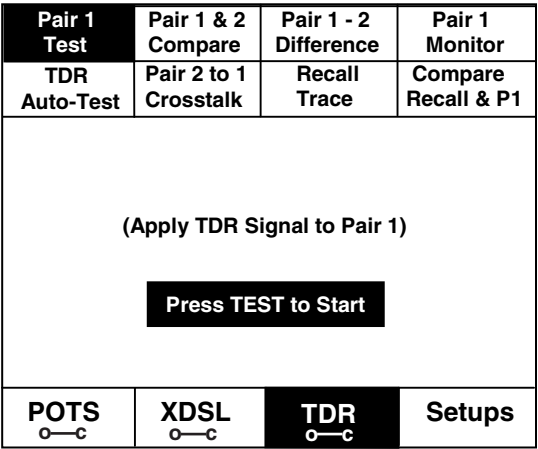 Pair 1 Test
Pair 1 & 2 Compare
Pair 1 - 2 Difference
Pair 1 Monitor
TDR Auto-Test
Pair 2 to 1 Crosstalk
Recall Trace
Compare Recall & P1
(Apply TDR Signal to Pair 1)
Press TEST to Start
POTS
o—c
XDSL
o—c
TDR
o—c
Setups